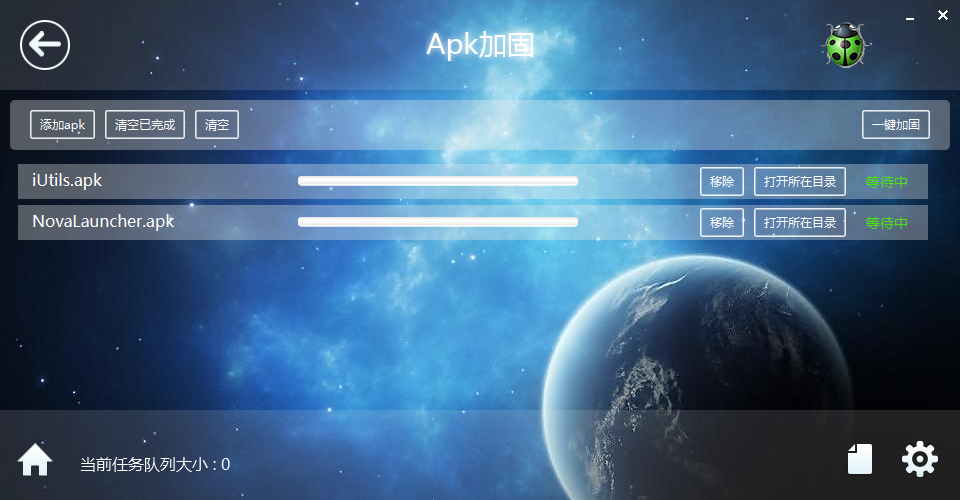 Apk加固
添加apk 清空已完成 清空 一键加固
iUtils.apk 移除 打开所在目录 等待中
NovaLauncher.apk 移除 打开所在目录 等待中
当前任务队列大小 : 0